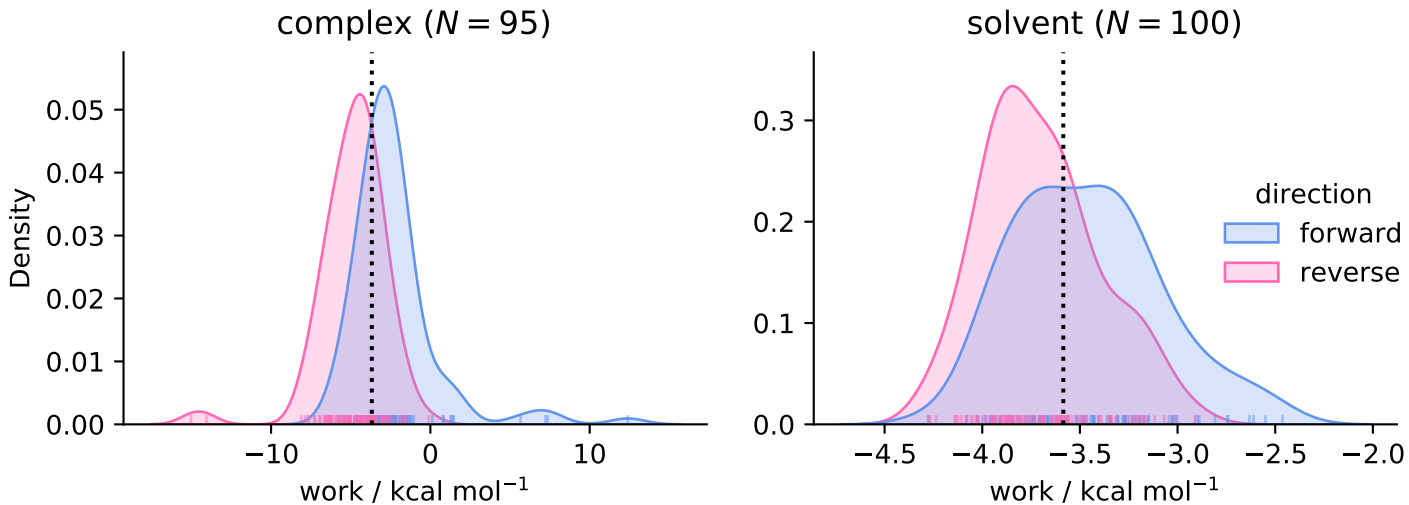 complex (N = 95)
Density
0.05
0.04
0.03
0.02
0.01
0.00
−10
0
10
work / kcal mol⁻¹
solvent (N = 100)
0.3
0.2
0.1
0.0
−4.5
−4.0
−3.5
−3.0
−2.5
−2.0
work / kcal mol⁻¹
direction
forward
reverse